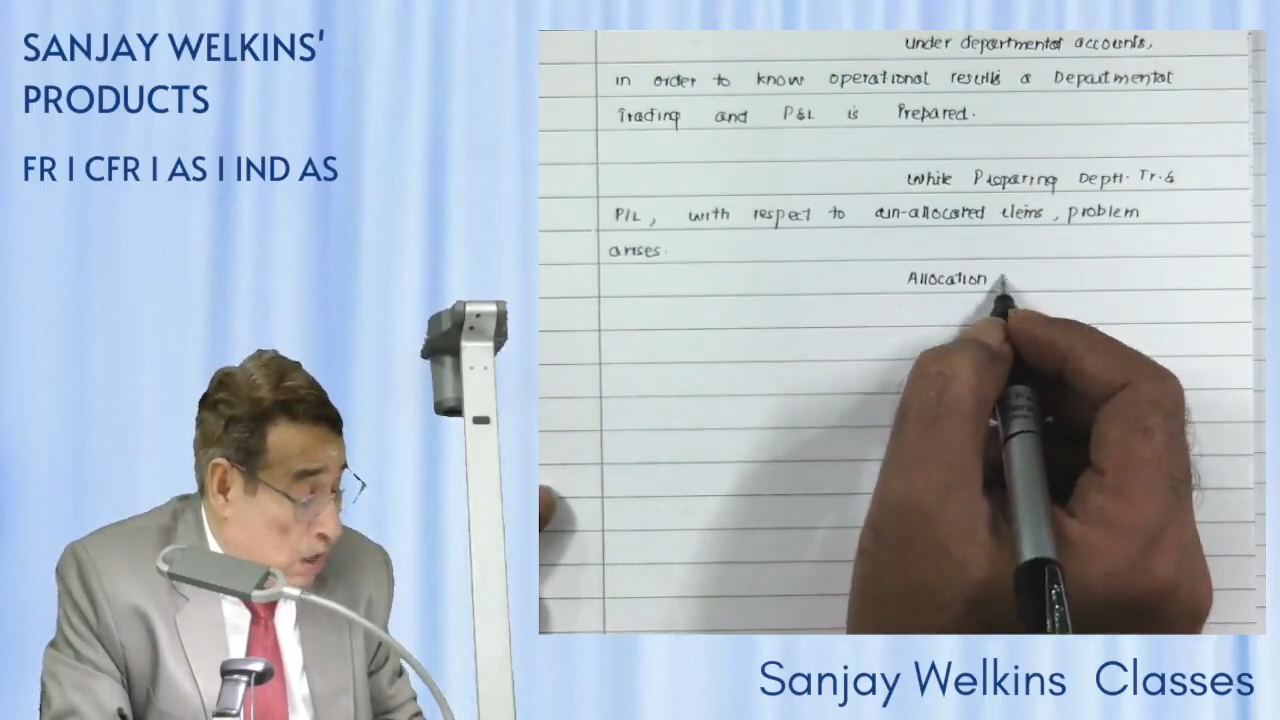 SANJAY WELKINS'
PRODUCTS
FR I CFR I AS I IND AS
under departmental accounts,
in order to know operational results a Departmental
Trading and P&L is Prepared.
While Preparing Deptl. Tr. &
P/L, with respect to un-allocated items, problem
arises.
Allocation
Sanjay Welkins Classes